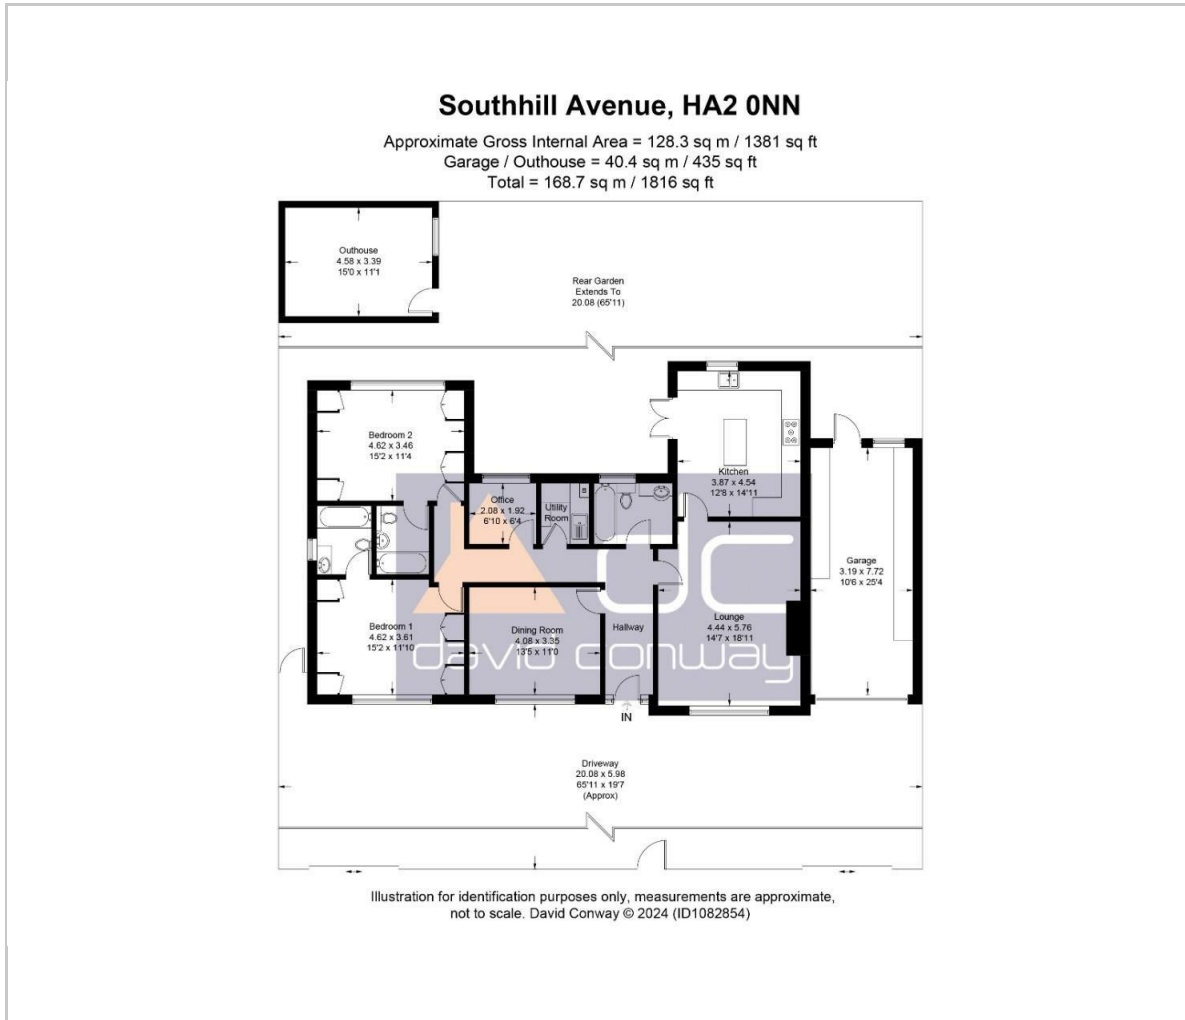 Southhill Avenue, HA2 0NN
Approximate Gross Internal Area = 128.3 sq m / 1381 sq ft
Garage / Outhouse = 40.4 sq m / 435 sq ft
Total = 168.7 sq m / 1816 sq ft
Outhouse
4.58 x 3.39
15'0 x 11'1
Rear Garden
Extends To
20.08 (65'11)
Bedroom 2
4.62 x 3.46
15'2 x 11'4
Kitchen
3.87 x 4.54
12'8 x 14'11
Office
2.08 x 1.92
6'10 x 6'4
Utility
Room
Garage
3.19 x 7.72
10'6 x 25'4
Bedroom 1
4.62 x 3.61
15'2 x 11'10
Dining Room
4.08 x 3.35
13'5 x 11'0
Hallway
Lounge
4.44 x 5.76
14'7 x 18'11
dc
david conway
IN
Driveway
20.08 x 5.98
65'11 x 19'7
(Approx)
Illustration for identification purposes only, measurements are approximate,
not to scale. David Conway © 2024 (ID1082854)